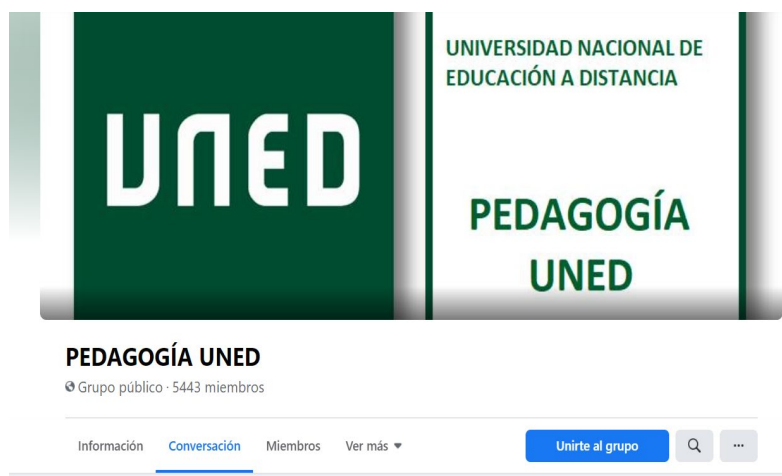 UNED
UNIVERSIDAD NACIONAL DE
EDUCACIÓN A DISTANCIA
PEDAGOGÍA
UNED
PEDAGOGÍA UNED
Grupo público · 5443 miembros
Información Conversación Miembros Ver más Unirte al grupo